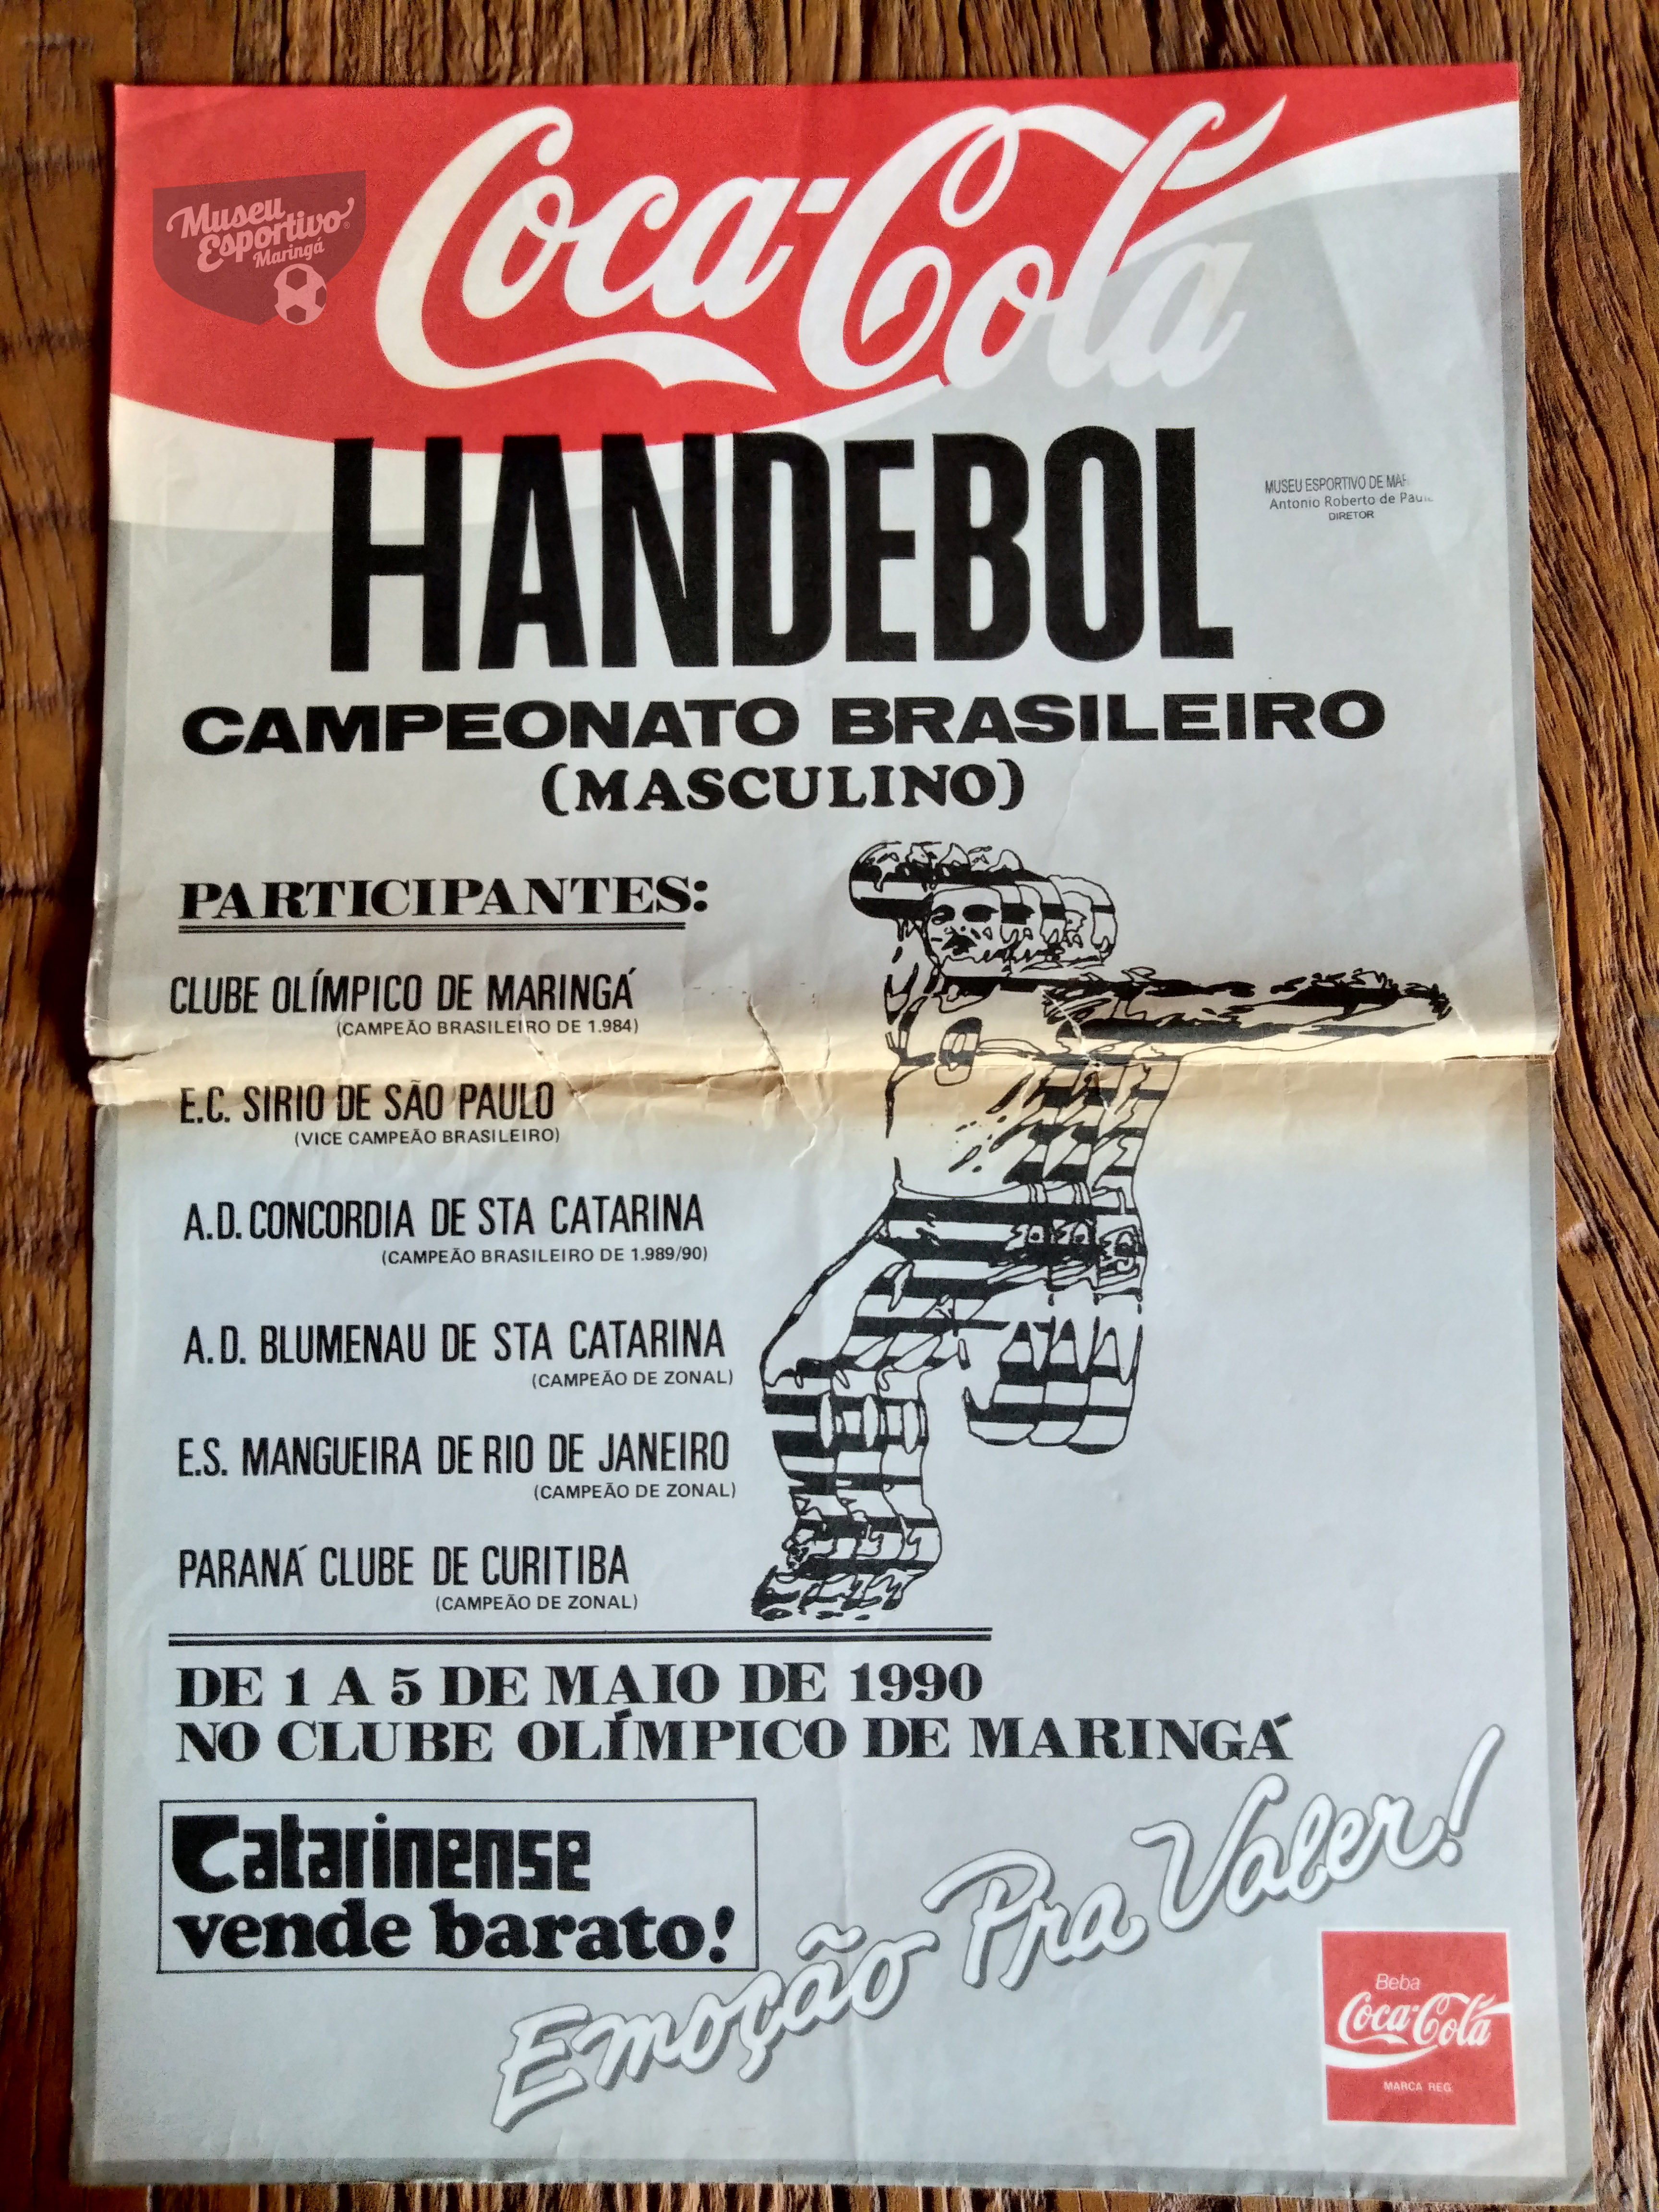 Coca-Cola
Museu
Esportivo
Maringá
HANDEBOL
MUSEU ESPORTIVO DE
Antonio Roberto de
DIRETOR
CAMPEONATO BRASILEIRO
(MASCULINO)
PARTICIPANTES:
CLUBE OLÍMPICO DE MARINGÁ
(CAMPEÃO BRASILEIRO DE 1.984)
E.C. SIRIO DE SÃO PAULO
(VICE CAMPEÃO BRASILEIRO)
A.D. CONCORDIA DE STA CATARINA
(CAMPEÃO BRASILEIRO DE 1.989/90)
A.D. BLUMENAU DE STA CATARINA
(CAMPEÃO DE ZONAL)
E.S. MANGUEIRA DE RIO DE JANEIRO
(CAMPEÃO DE ZONAL)
PARANÁ CLUBE DE CURITIBA
(CAMPEÃO DE ZONAL)
DE 1 A 5 DE MAIO DE 1990
NO CLUBE OLÍMPICO DE MARINGÁ
Catarinense
vende barato!
Emoção Pra Valer!
Beba
Coca-Cola
MARCA REG